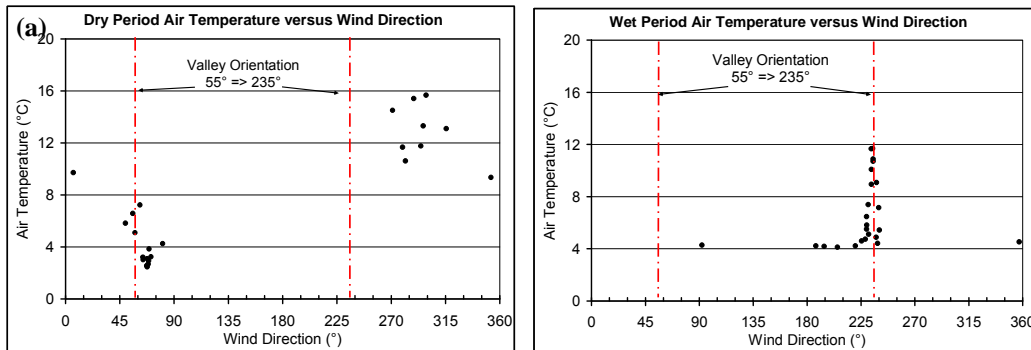 (a)
Dry Period Air Temperature versus Wind Direction
20
16
12
8
4
0
Air Temperature (°C)
Valley Orientation
55° => 235°
0 45 90 135 180 225 270 315 360
Wind Direction (°)
Wet Period Air Temperature versus Wind Direction
20
16
12
8
4
0
Air Temperature (°C)
Valley Orientation
55° => 235°
0 45 90 135 180 225 270 315 360
Wind Direction (°)